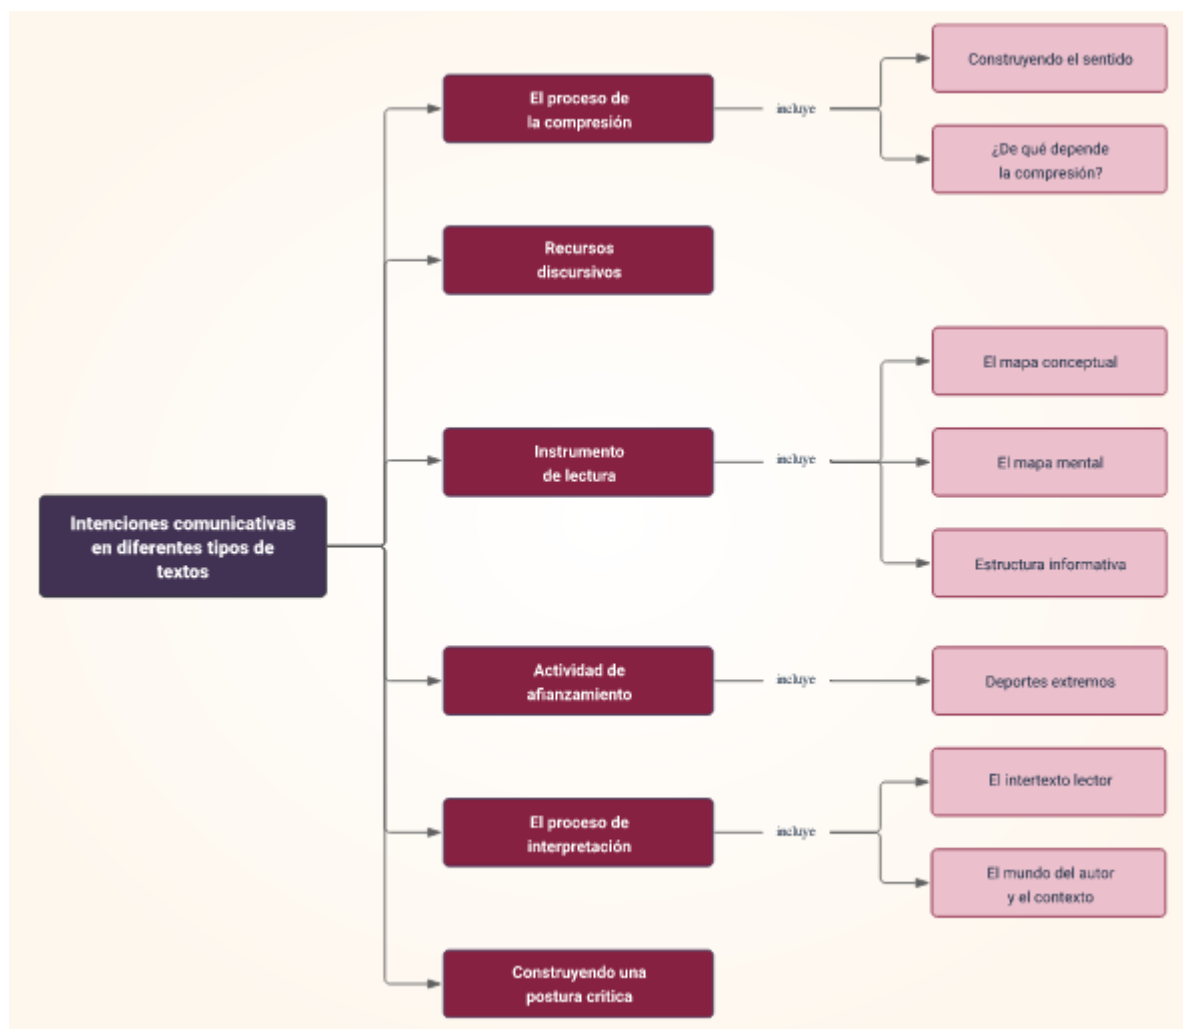 Intenciones comunicativas
en diferentes tipos de
textos
El proceso de
la compresión
incluye
Construyendo el sentido
¿De qué depende
la compresión?
Recursos
discursivos
Instrumento
de lectura
incluye
El mapa conceptual
El mapa mental
Estructura informativa
Actividad de
afianzamiento
incluye
Deportes extremos
El proceso de
interpretación
incluye
El intertexto lector
El mundo del autor
y el contexto
Construyendo una
postura crítica